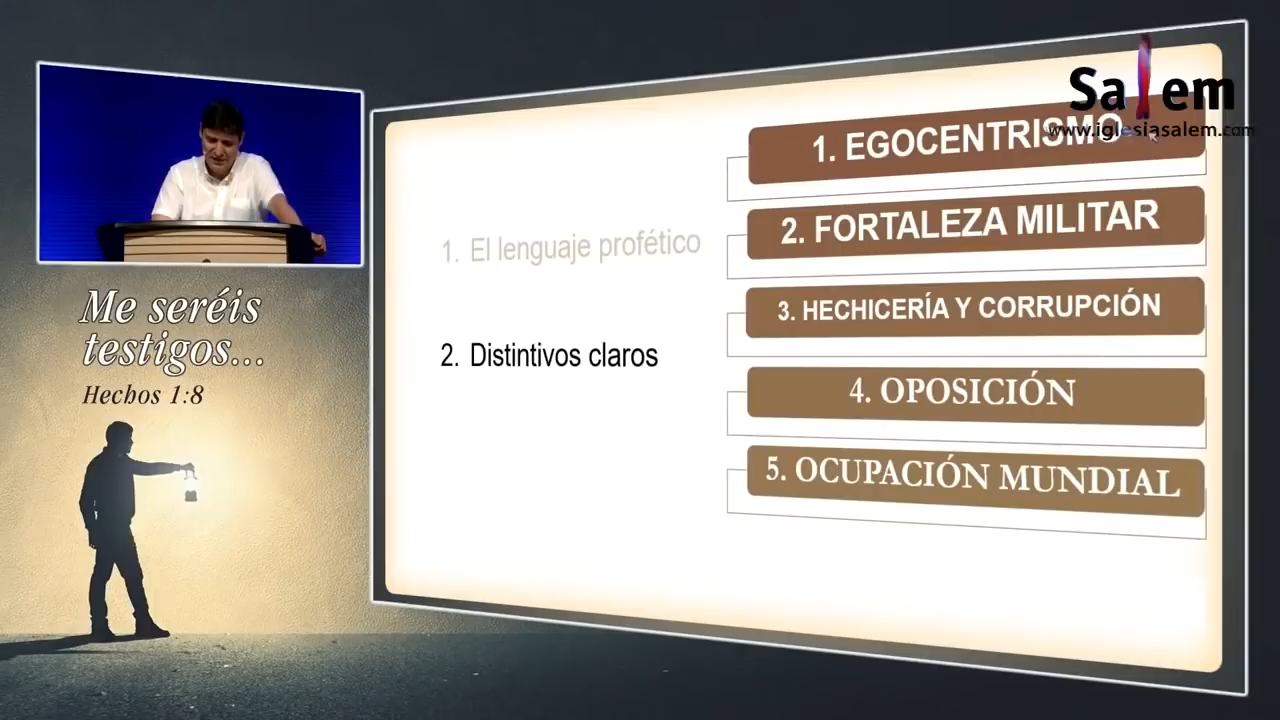 Salem
www.iglesiasalem.com
Me seréis
testigos...
Hechos 1:8
1. El lenguaje profético
2. Distintivos claros
1. EGOCENTRISMO
2. FORTALEZA MILITAR
3. HECHICERÍA Y CORRUPCIÓN
4. OPOSICIÓN
5. OCUPACIÓN MUNDIAL